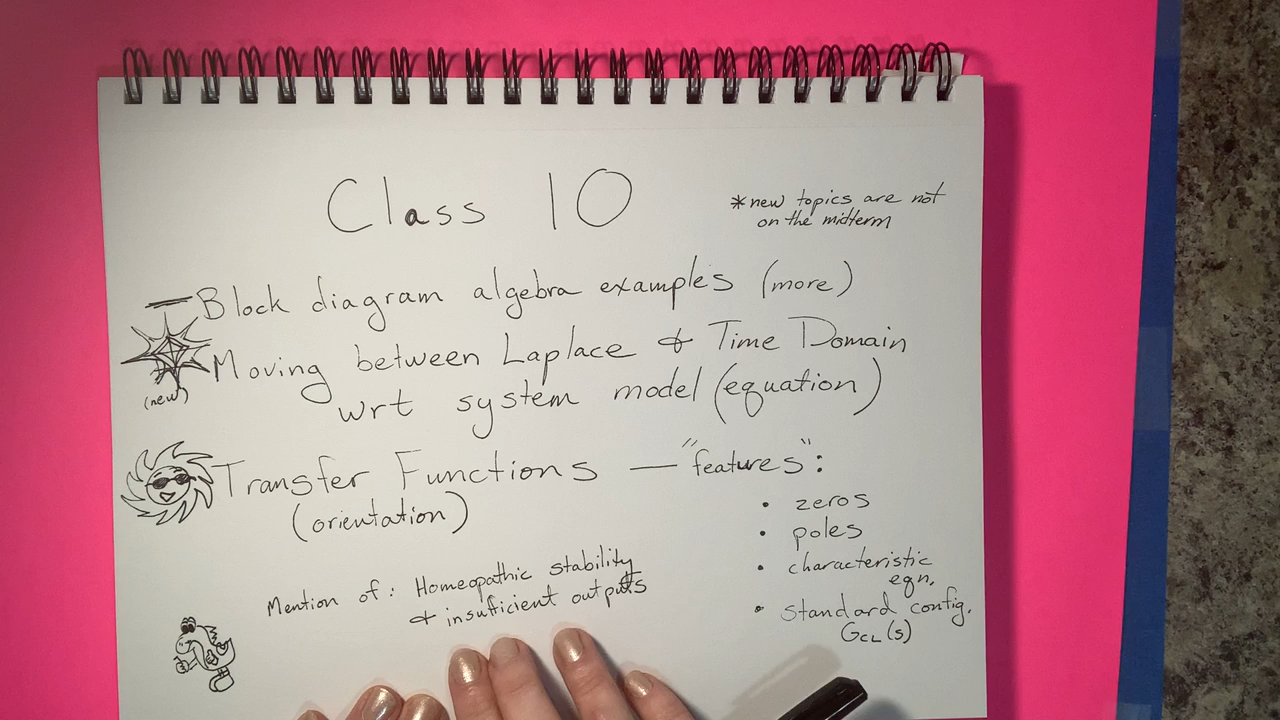 Class 10
*new topics are not
on the midterm
- Block diagram algebra examples (more)
(new)
Moving between Laplace & Time Domain
wrt system model (equation)
Transfer Functions — "features":
(orientation)
• zeros
• poles
• characteristic
eqn.
• standard config.
GCL(s)
Mention of: Homeopathic stability
& insufficient outputs